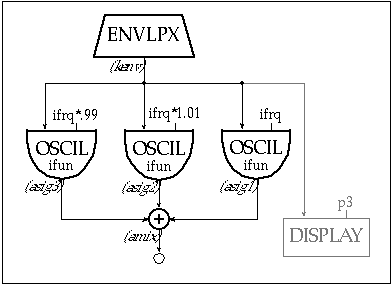 ENVLPX
(kenv)
ifrq*.99 ifrq*1.01 ifrq
OSCIL OSCIL OSCIL
ifun ifun ifun
(asig3) (asig2) (asig1)
p3
+
(amix)
DISPLAY